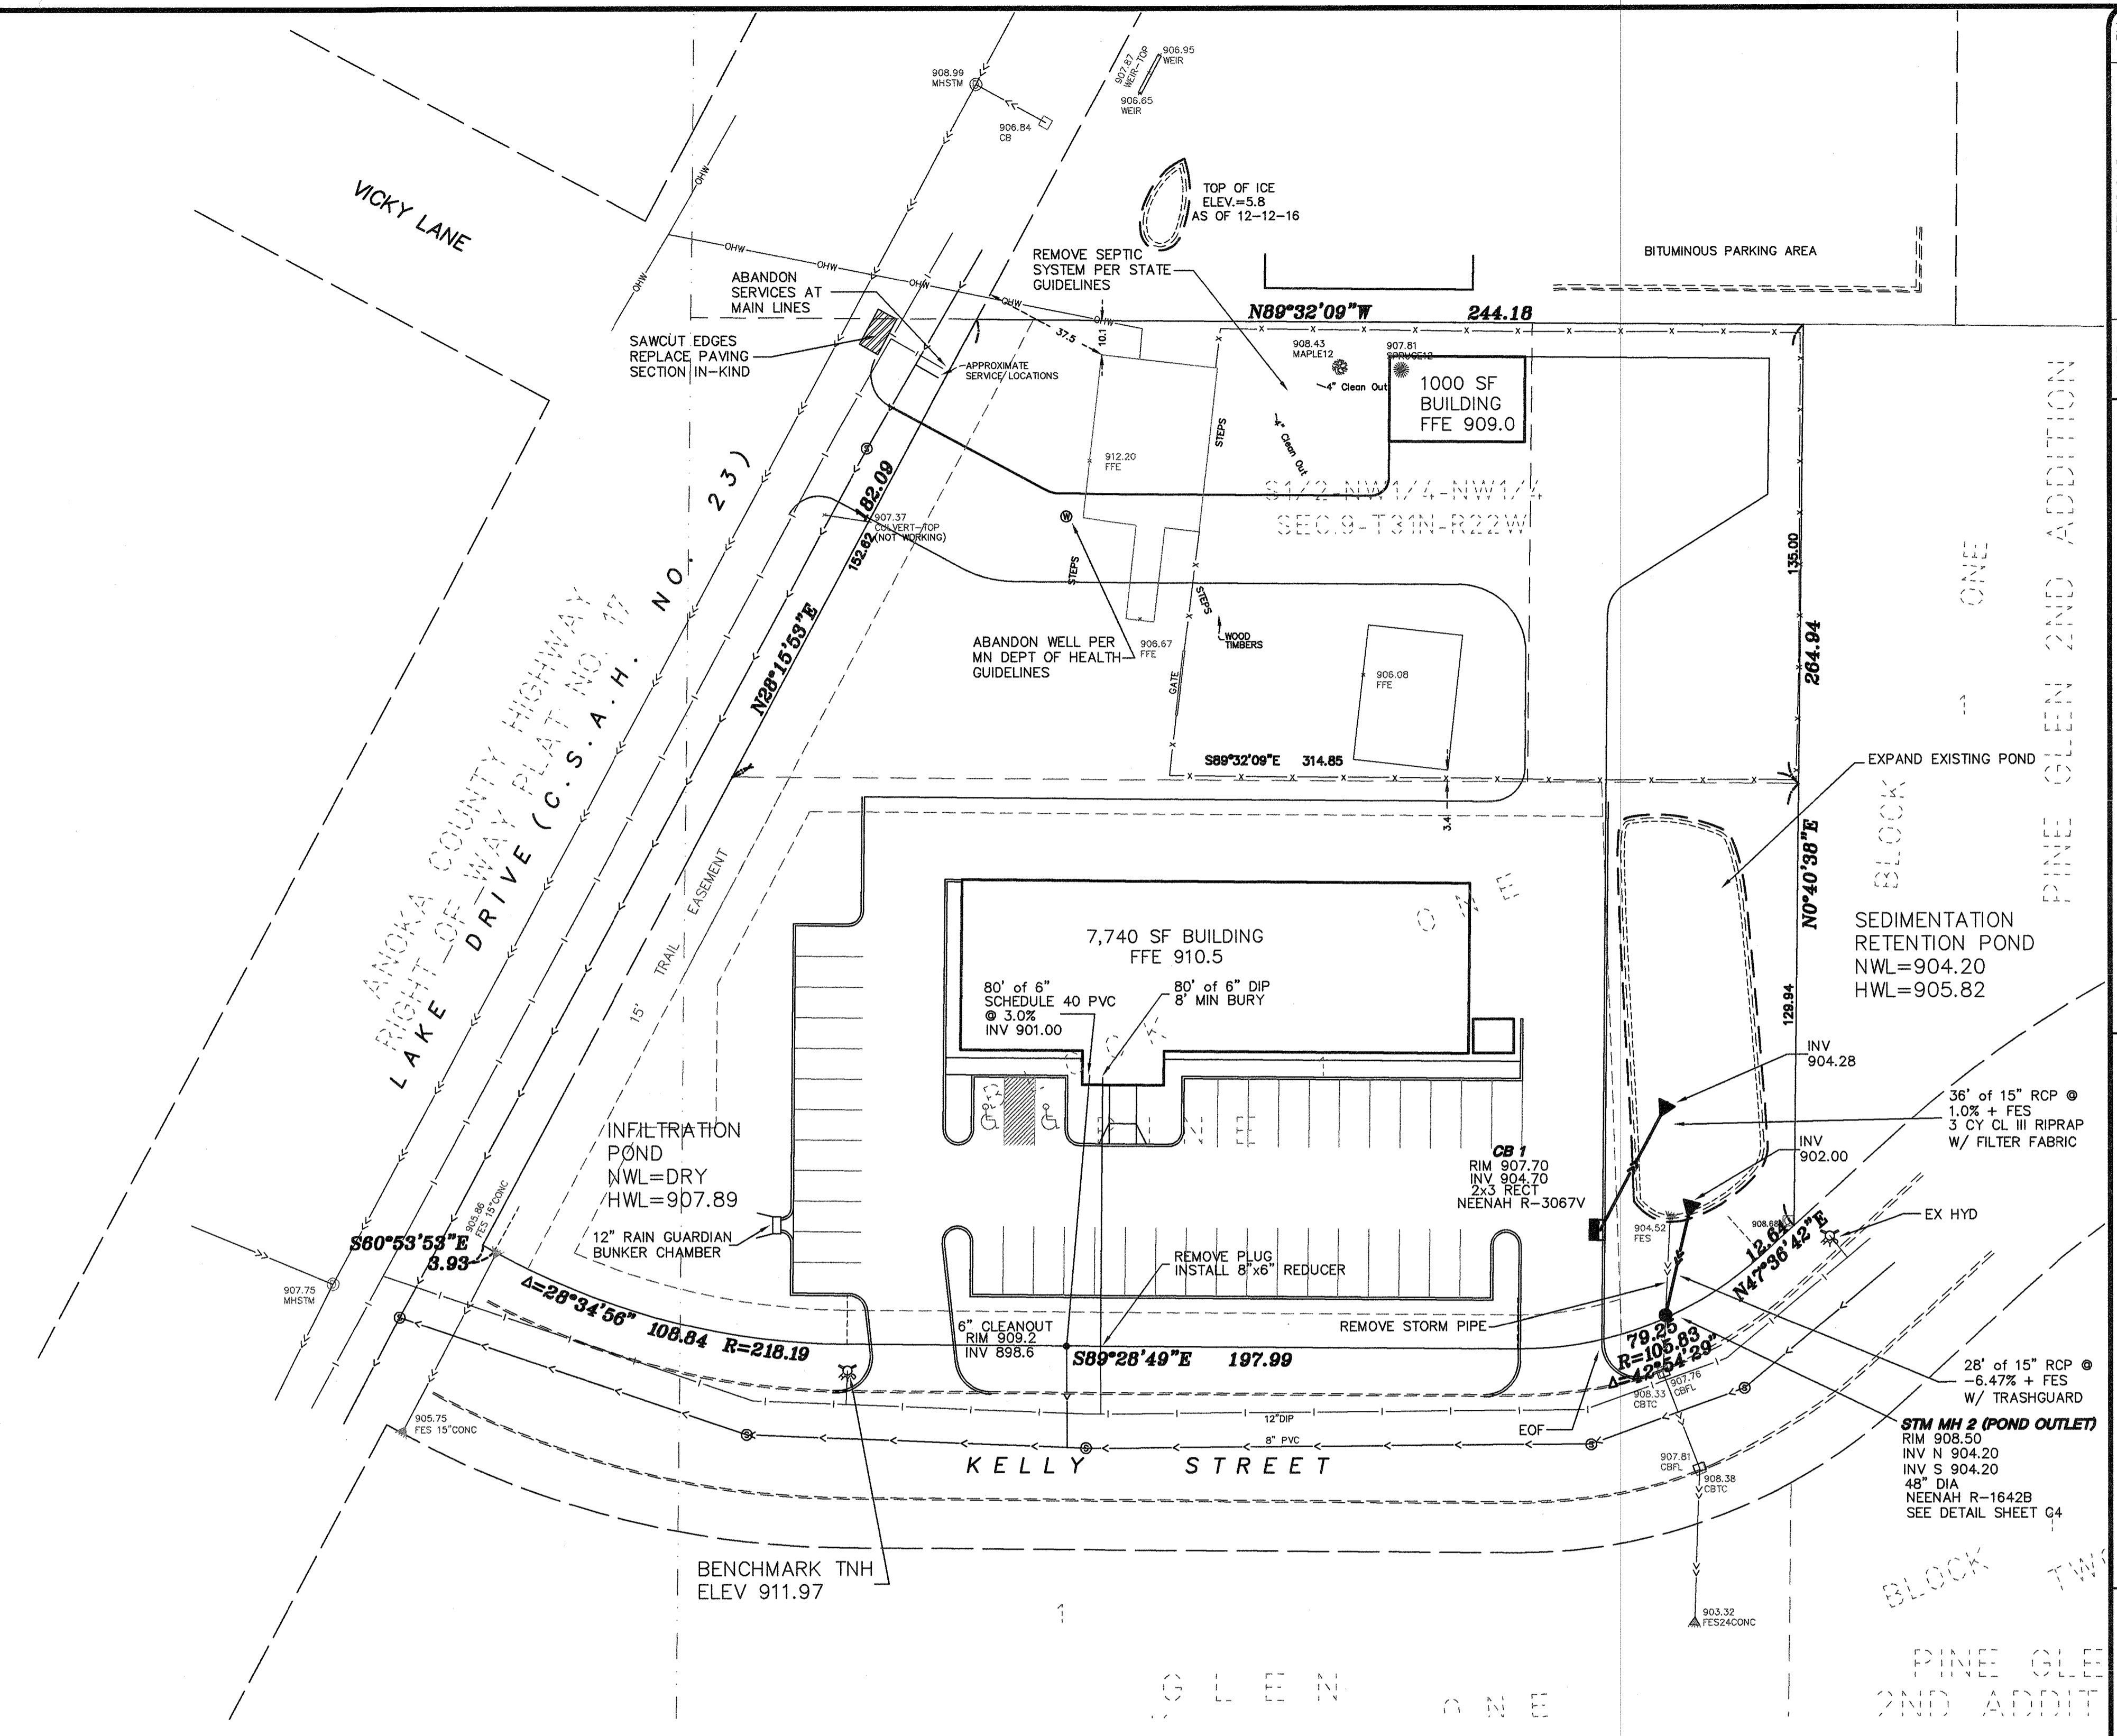 908.99
MHSTM
906.84
CB
907.87
WEIR-TOP
906.95
WEIR
906.65
WEIR
VICKY LANE
OHW
OHW
OHW
OHW
OHW
OHW
OHW
TOP OF ICE
ELEV.=5.8
AS OF 12-12-16
BITUMINOUS PARKING AREA
REMOVE SEPTIC
SYSTEM PER STATE
GUIDELINES
ABANDON
SERVICES AT
MAIN LINES
SAWCUT EDGES
REPLACE PAVING
SECTION IN-KIND
APPROXIMATE
SERVICE LOCATIONS
37.5
10.1
N89°32'09"W 244.18
908.43
MAPLE12
907.81
SPRUCE12
4" Clean Out
4" Clean Out
1000 SF
BUILDING
FFE 909.0
STEPS
912.20
FFE
S1/2-NW1/4-NW1/4
SEC.9-T31N-R22W
182.09
907.37
CULVERT-TOP
(NOT WORKING)
152.62
N28°15'53"E
STEPS
STEPS
WOOD
TIMBERS
ABANDON WELL PER
MN DEPT OF HEALTH
GUIDELINES
906.67
FFE
GATE
906.08
FFE
S89°32'09"E 314.85
3.4
135.00
264.94
N0°40'38"E
129.94
ONE
1
BLOCK
PINE GLEN 2ND ADDITION
EXPAND EXISTING POND
ANOKA COUNTY HIGHWAY
RIGHT-OF-WAY PLAT NO. 17
LAKE DRIVE (C.S.A.H. NO. 23)
15' TRAIL EASEMENT
SEDIMENTATION
RETENTION POND
NWL=904.20
HWL=905.82
7,740 SF BUILDING
FFE 910.5
80' of 6"
SCHEDULE 40 PVC
@ 3.0%
INV 901.00
80' of 6" DIP
8' MIN BURY
ONE
PINE
INV
904.28
36' of 15" RCP @
1.0% + FES
3 CY CL III RIPRAP
W/ FILTER FABRIC
INV
902.00
INFILTRATION
POND
NWL=DRY
HWL=907.89
12" RAIN GUARDIAN
BUNKER CHAMBER
CB 1
RIM 907.70
INV 904.70
2x3 RECT
NEENAH R-3067V
904.52
FES
908.68
EX HYD
12.64
N47°36'42"E
905.86
FES 15"CONC
S60°53'53"E
3.93
907.75
MHSTM
Δ=28°34'56" 108.84 R=218.19
REMOVE PLUG
INSTALL 8"x6" REDUCER
6" CLEANOUT
RIM 909.2
INV 898.6
REMOVE STORM PIPE
S89°28'49"E 197.99
79.25
R=105.83
Δ=42°54'29"
907.76
CBFL
908.33
CBTC
28' of 15" RCP @
-6.47% + FES
W/ TRASHGUARD
STM MH 2 (POND OUTLET)
RIM 908.50
INV N 904.20
INV S 904.20
48" DIA
NEENAH R-1642B
SEE DETAIL SHEET C4
12"DIP
8" PVC
EOF
905.75
FES 15"CONC
KELLY STREET
907.81
CBFL
908.38
CBTC
BENCHMARK TNH
ELEV 911.97
903.32
FES24CONC
1
1
BLOCK
GLEN
ONE
PINE GLE
2ND ADDIT